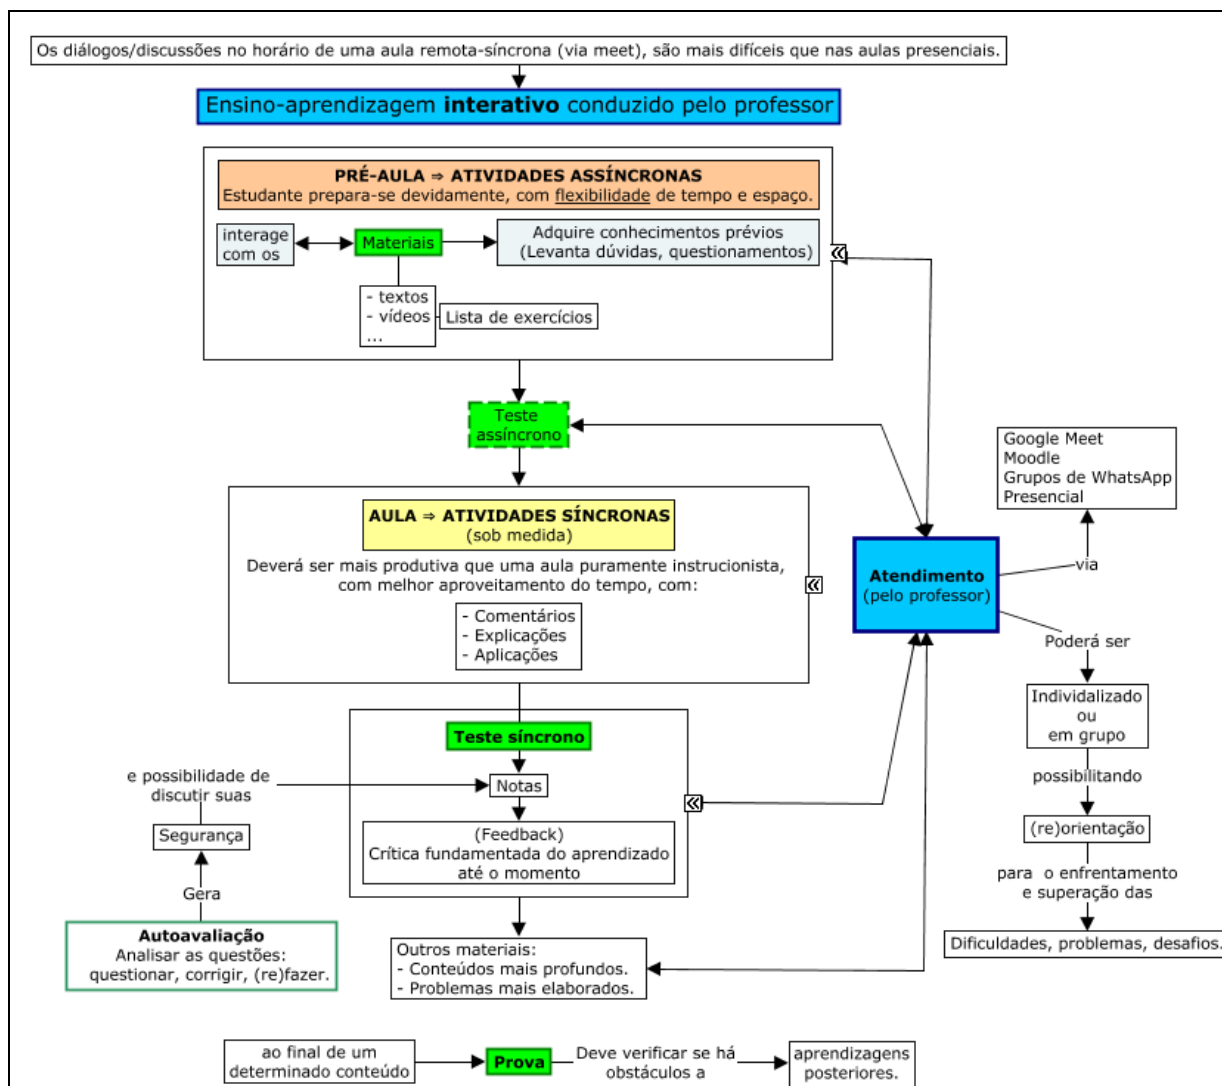 Os diálogos/discussões no horário de uma aula remota-síncrona (via meet), são mais difíceis que nas aulas presenciais.
Ensino-aprendizagem interativo conduzido pelo professor
PRÉ-AULA ⇒ ATIVIDADES ASSÍNCRONAS
Estudante prepara-se devidamente, com flexibilidade de tempo e espaço.
interage
com os
Materiais
Adquire conhecimentos prévios
(Levanta dúvidas, questionamentos)
- textos
- vídeos
...
Lista de exercícios
Teste
assíncrono
AULA ⇒ ATIVIDADES SÍNCRONAS
(sob medida)
Deverá ser mais produtiva que uma aula puramente instrucionista,
com melhor aproveitamento do tempo, com:
- Comentários
- Explicações
- Aplicações
Teste síncrono
Notas
(Feedback)
Crítica fundamentada do aprendizado
até o momento
e possibilidade de
discutir suas
Segurança
Gera
Autoavaliação
Analisar as questões:
questionar, corrigir, (re)fazer.
Outros materiais:
- Conteúdos mais profundos.
- Problemas mais elaborados.
Atendimento
(pelo professor)
via
Google Meet
Moodle
Grupos de WhatsApp
Presencial
Poderá ser
Individalizado
ou
em grupo
possibilitando
(re)orientação
para o enfrentamento
e superação das
Dificuldades, problemas, desafios.
ao final de um
determinado conteúdo
Prova
Deve verificar se há
obstáculos a
aprendizagens
posteriores.